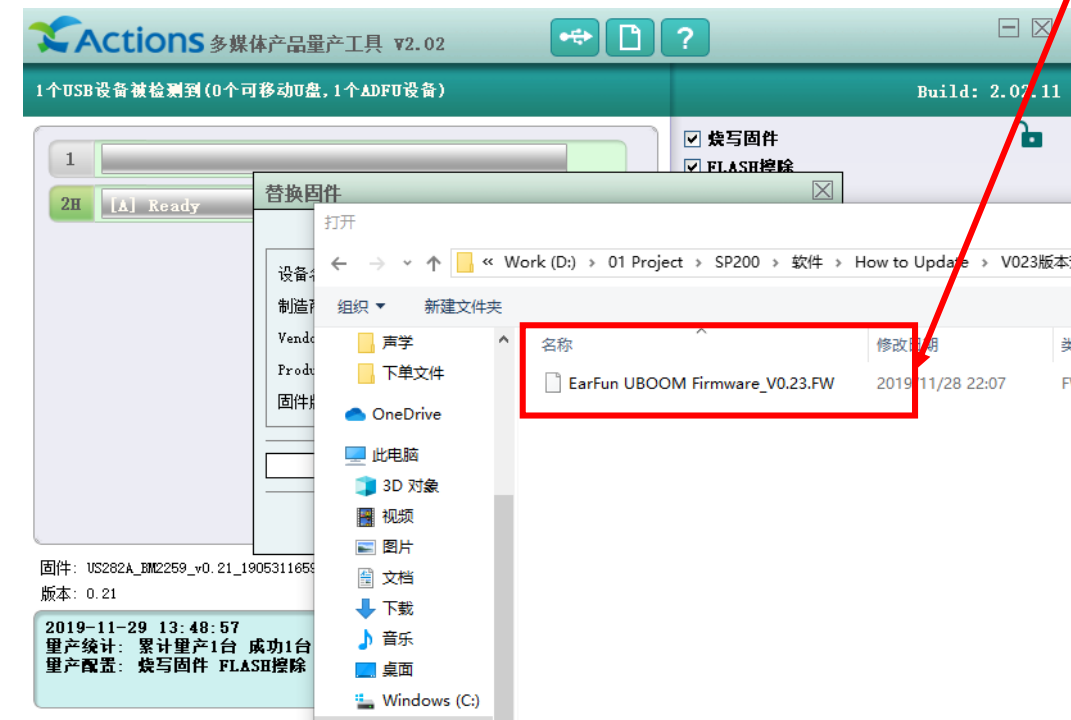 Actions 多媒体产品量产工具 V2.02
1个USB设备被检测到(0个可移动U盘,1个ADFU设备)
Build: 2.02.11
烧写固件
FLASH擦除
1
2H [A] Ready
替换固件
打开
« Work (D:) › 01 Project › SP200 › 软件 › How to Update › V023版本
组织 新建文件夹
设备
制造
Vend
Produ
固件
声学
下单文件
OneDrive
此电脑
3D 对象
视频
图片
文档
下载
音乐
桌面
Windows (C:)
名称 修改日期
EarFun UBOOM Firmware_V0.23.FW 2019/11/28 22:07
固件: US282A_BM2259_v0.21_1905311659
版本: 0.21
2019-11-29 13:48:57
量产统计: 累计量产1台 成功1台
量产配置: 烧写固件 FLASH擦除